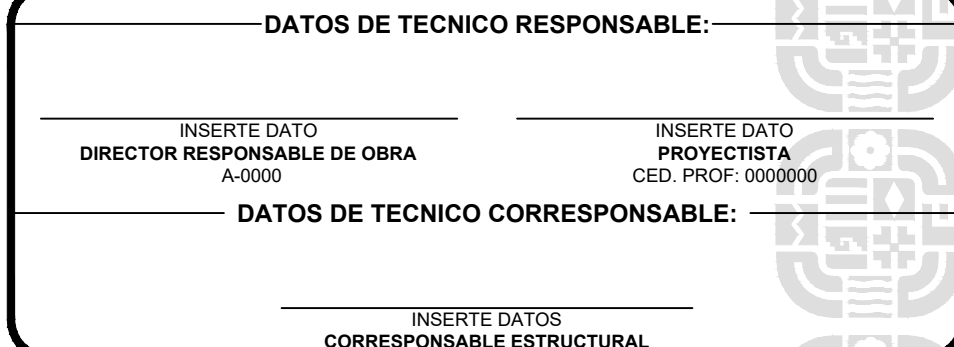 DATOS DE TECNICO RESPONSABLE:
INSERTE DATO
DIRECTOR RESPONSABLE DE OBRA
A-0000
INSERTE DATO
PROYECTISTA
CED. PROF: 0000000
DATOS DE TECNICO CORRESPONSABLE:
INSERTE DATOS
CORRESPONSABLE ESTRUCTURAL